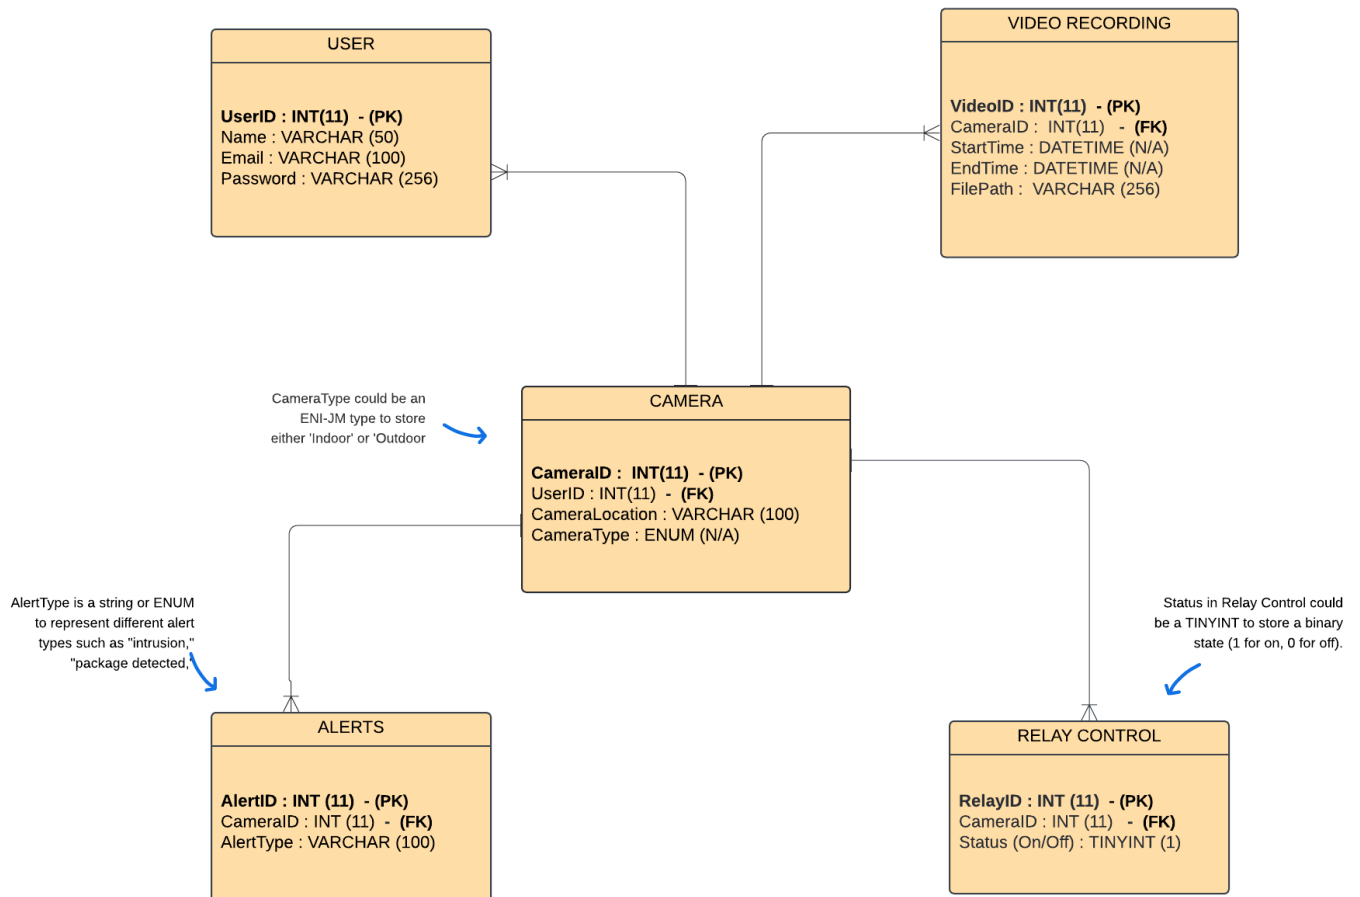 USER
UserID : INT(11) - (PK)
Name : VARCHAR (50)
Email : VARCHAR (100)
Password : VARCHAR (256)
VIDEO RECORDING
VideoID : INT(11) - (PK)
CameraID : INT(11) - (FK)
StartTime : DATETIME (N/A)
EndTime : DATETIME (N/A)
FilePath : VARCHAR (256)
CameraType could be an
ENI-JM type to store
either 'Indoor' or 'Outdoor
CAMERA
CameraID : INT(11) - (PK)
UserID : INT(11) - (FK)
CameraLocation : VARCHAR (100)
CameraType : ENUM (N/A)
AlertType is a string or ENUM
to represent different alert
types such as "intrusion,"
"package detected,"
Status in Relay Control could
be a TINYINT to store a binary
state (1 for on, 0 for off).
ALERTS
AlertID : INT (11) - (PK)
CameraID : INT (11) - (FK)
AlertType : VARCHAR (100)
RELAY CONTROL
RelayID : INT (11) - (PK)
CameraID : INT (11) - (FK)
Status (On/Off) : TINYINT (1)